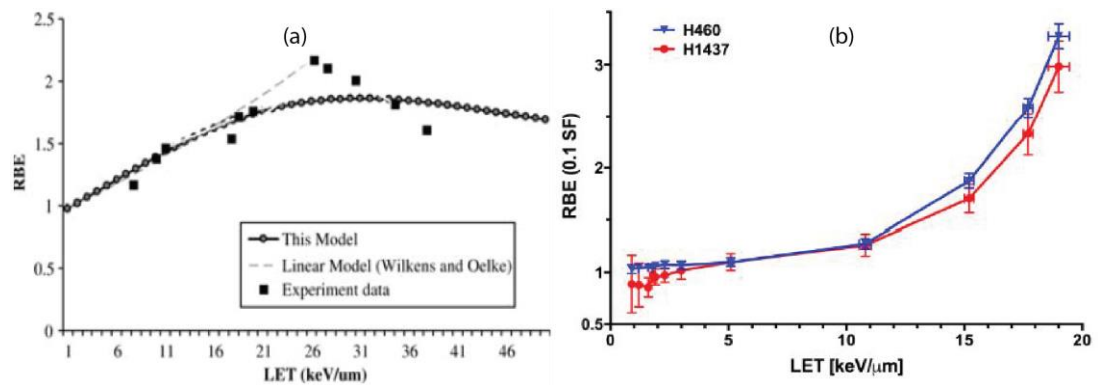 (a)
2.5
2
1.5
1
0.5
0
RBE
This Model
Linear Model (Wilkens and Oelke)
Experiment data
1 6 11 16 21 26 31 36 41 46
LET (keV/um)
(b)
H460
H1437
3
2
1
0.5
RBE (0.1 SF)
0 5 10 15 20
LET [keV/µm]